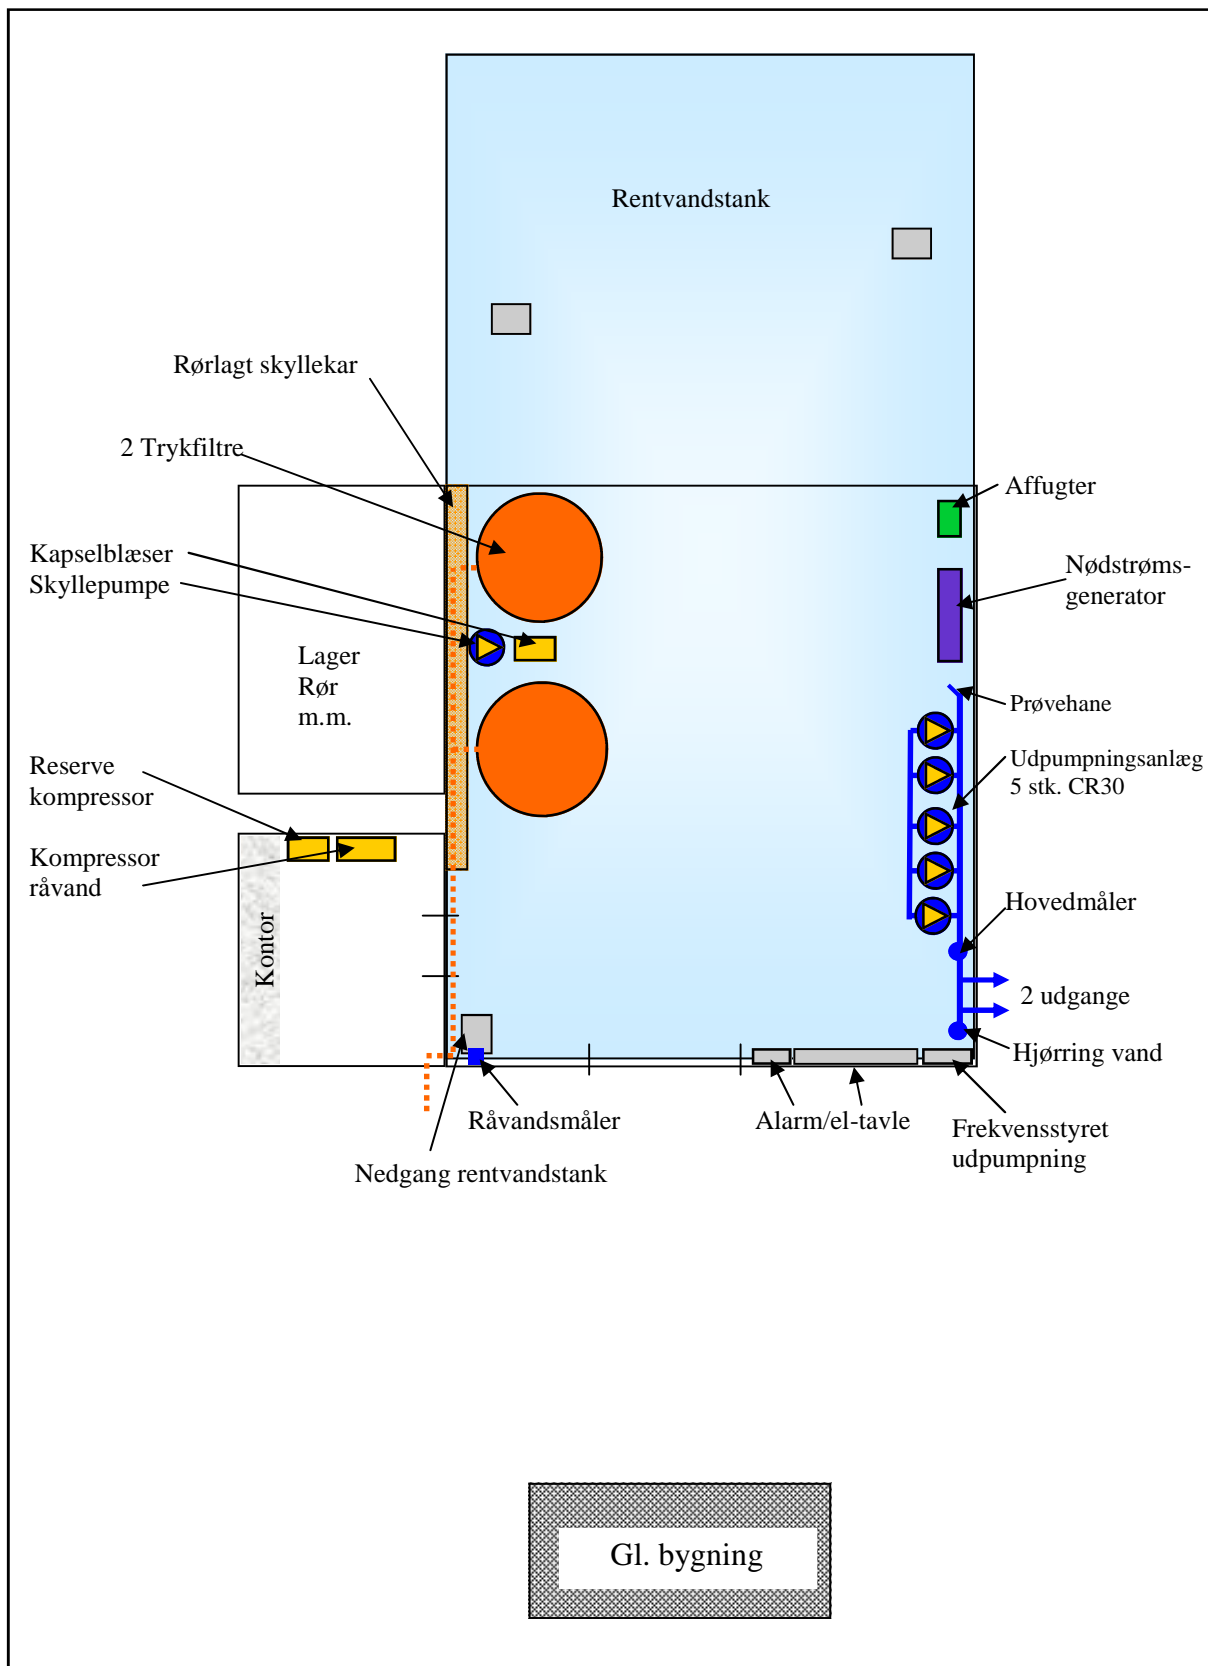 Rentvandstank
Rørlagt skyllekar
2 Trykfiltre
Affugter
Kapselblæser
Skyllepumpe
Nødstrøms-
generator
Lager
Rør
m.m.
Prøvehane
Reserve
kompressor
Udpumpningsanlæg
5 stk. CR30
Kompressor
råvand
Kontor
Hovedmåler
2 udgange
Hjørring vand
Råvandsmåler
Alarm/el-tavle
Frekvensstyret
udpumpning
Nedgang rentvandstank
Gl. bygning